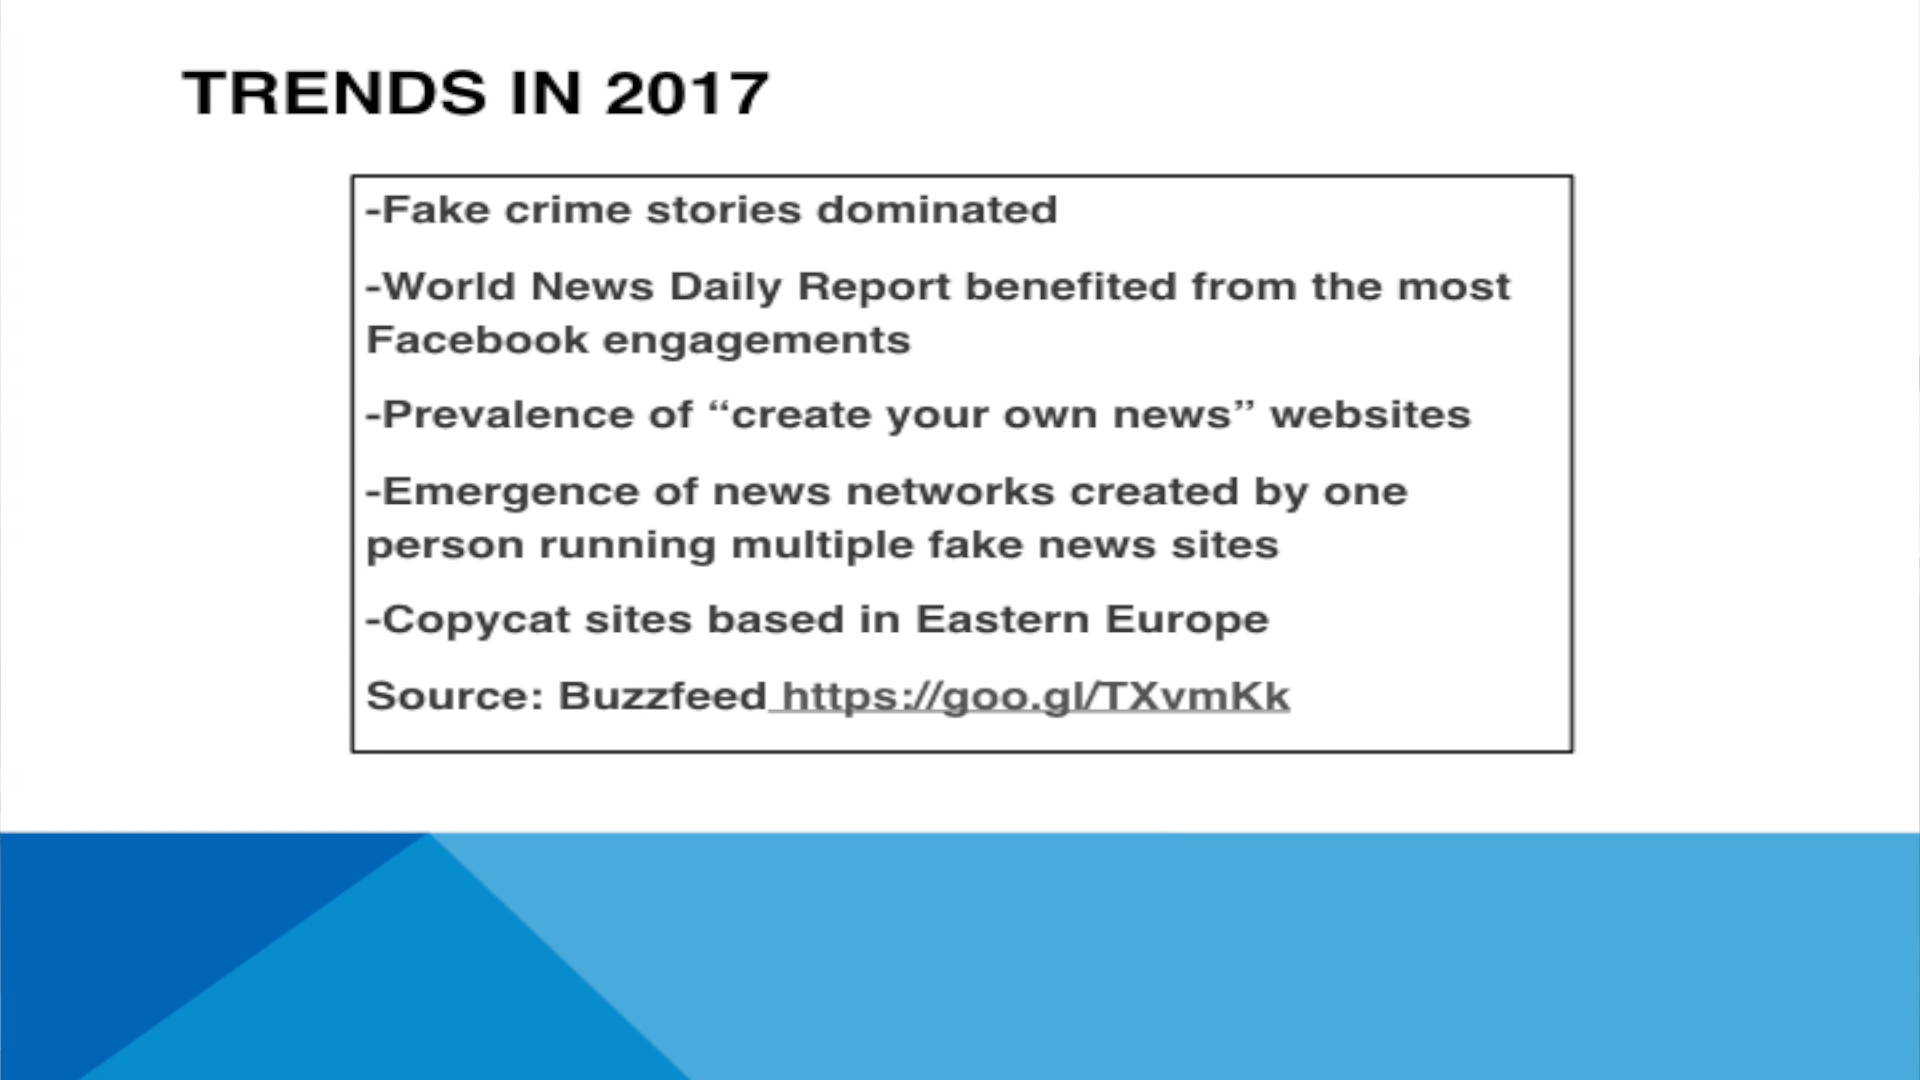 TRENDS IN 2017
-Fake crime stories dominated
-World News Daily Report benefited from the most
Facebook engagements
-Prevalence of “create your own news” websites
-Emergence of news networks created by one
person running multiple fake news sites
-Copycat sites based in Eastern Europe
Source: Buzzfeed https://goo.gl/TXvmKk